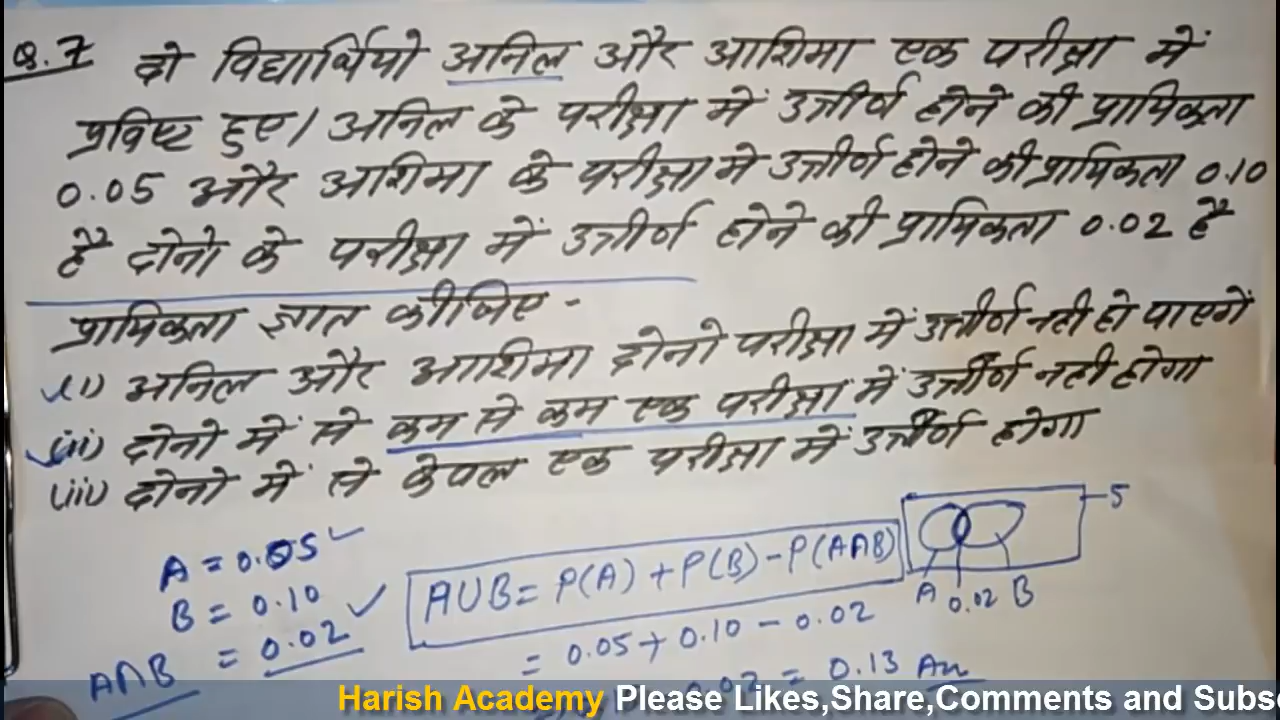 Q.7 दो विद्यार्थियो अनिल और आशिमा एक परीक्षा में
प्रविष्ट हुए। अनिल के परीक्षा में उत्तीर्ण होने की प्रायिकता
0.05 और आशिमा के परीक्षा मे उत्तीर्ण होने की प्रायिकता 0.10
है दोनो के परीक्षा में उत्तीर्ण होने की प्रायिकता 0.02 है
प्रायिकता ज्ञात कीजिए -
(i) अनिल और आशिमा दोनो परीक्षा में उत्तीर्ण नही हो पाएगें
(ii) दोनो में से कम से कम एक परीक्षा में उत्तीर्ण नही होगा
(iii) दोनो में से केवल एक परीक्षा में उत्तीर्ण होगा
A = 0.05
B = 0.10
A∩B = 0.02
AUB = P(A) + P(B) - P(A∩B)
= 0.05 + 0.10 - 0.02
0.02 = 0.13 An
S
A 0.02 B
Harish Academy Please Likes,Share,Comments and Subs